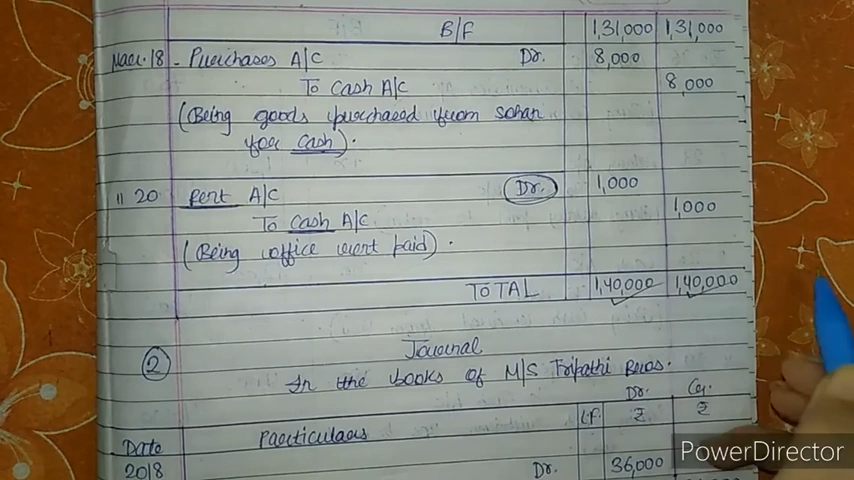 B/F 1,31,000 1,31,000
Mar. 18 - Purchases A/C Dr. 8,000
To Cash A/C 8,000
(Being goods purchased from sohan
for cash).
" 20 Rent A/C Dr. 1,000
To Cash A/C 1,000
(Being office rent paid).
TOTAL 1,40,000 1,40,000
2 Journal
In the books of M/S Tripathi Bros.
Dr. Cr.
Date Particulars L.F. ₹ ₹
2018 Dr. 36,000
PowerDirector